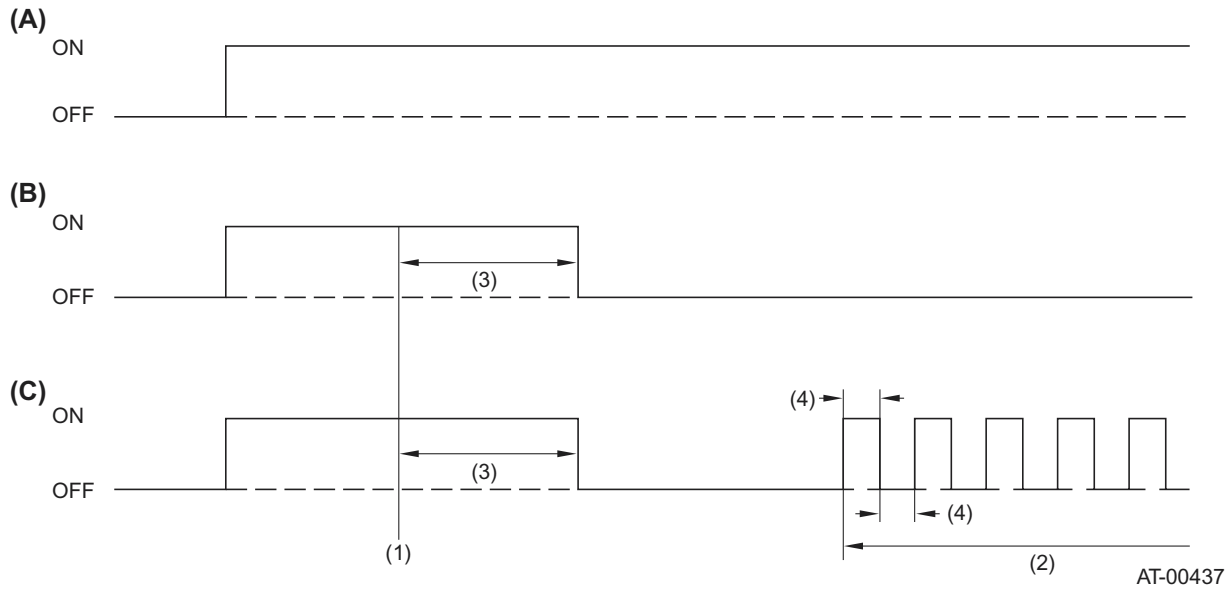 (A)
ON
OFF
(B)
ON
(3)
OFF
(C)
ON
(4)
(3)
OFF
(4)
(1)
(2)
AT-00437